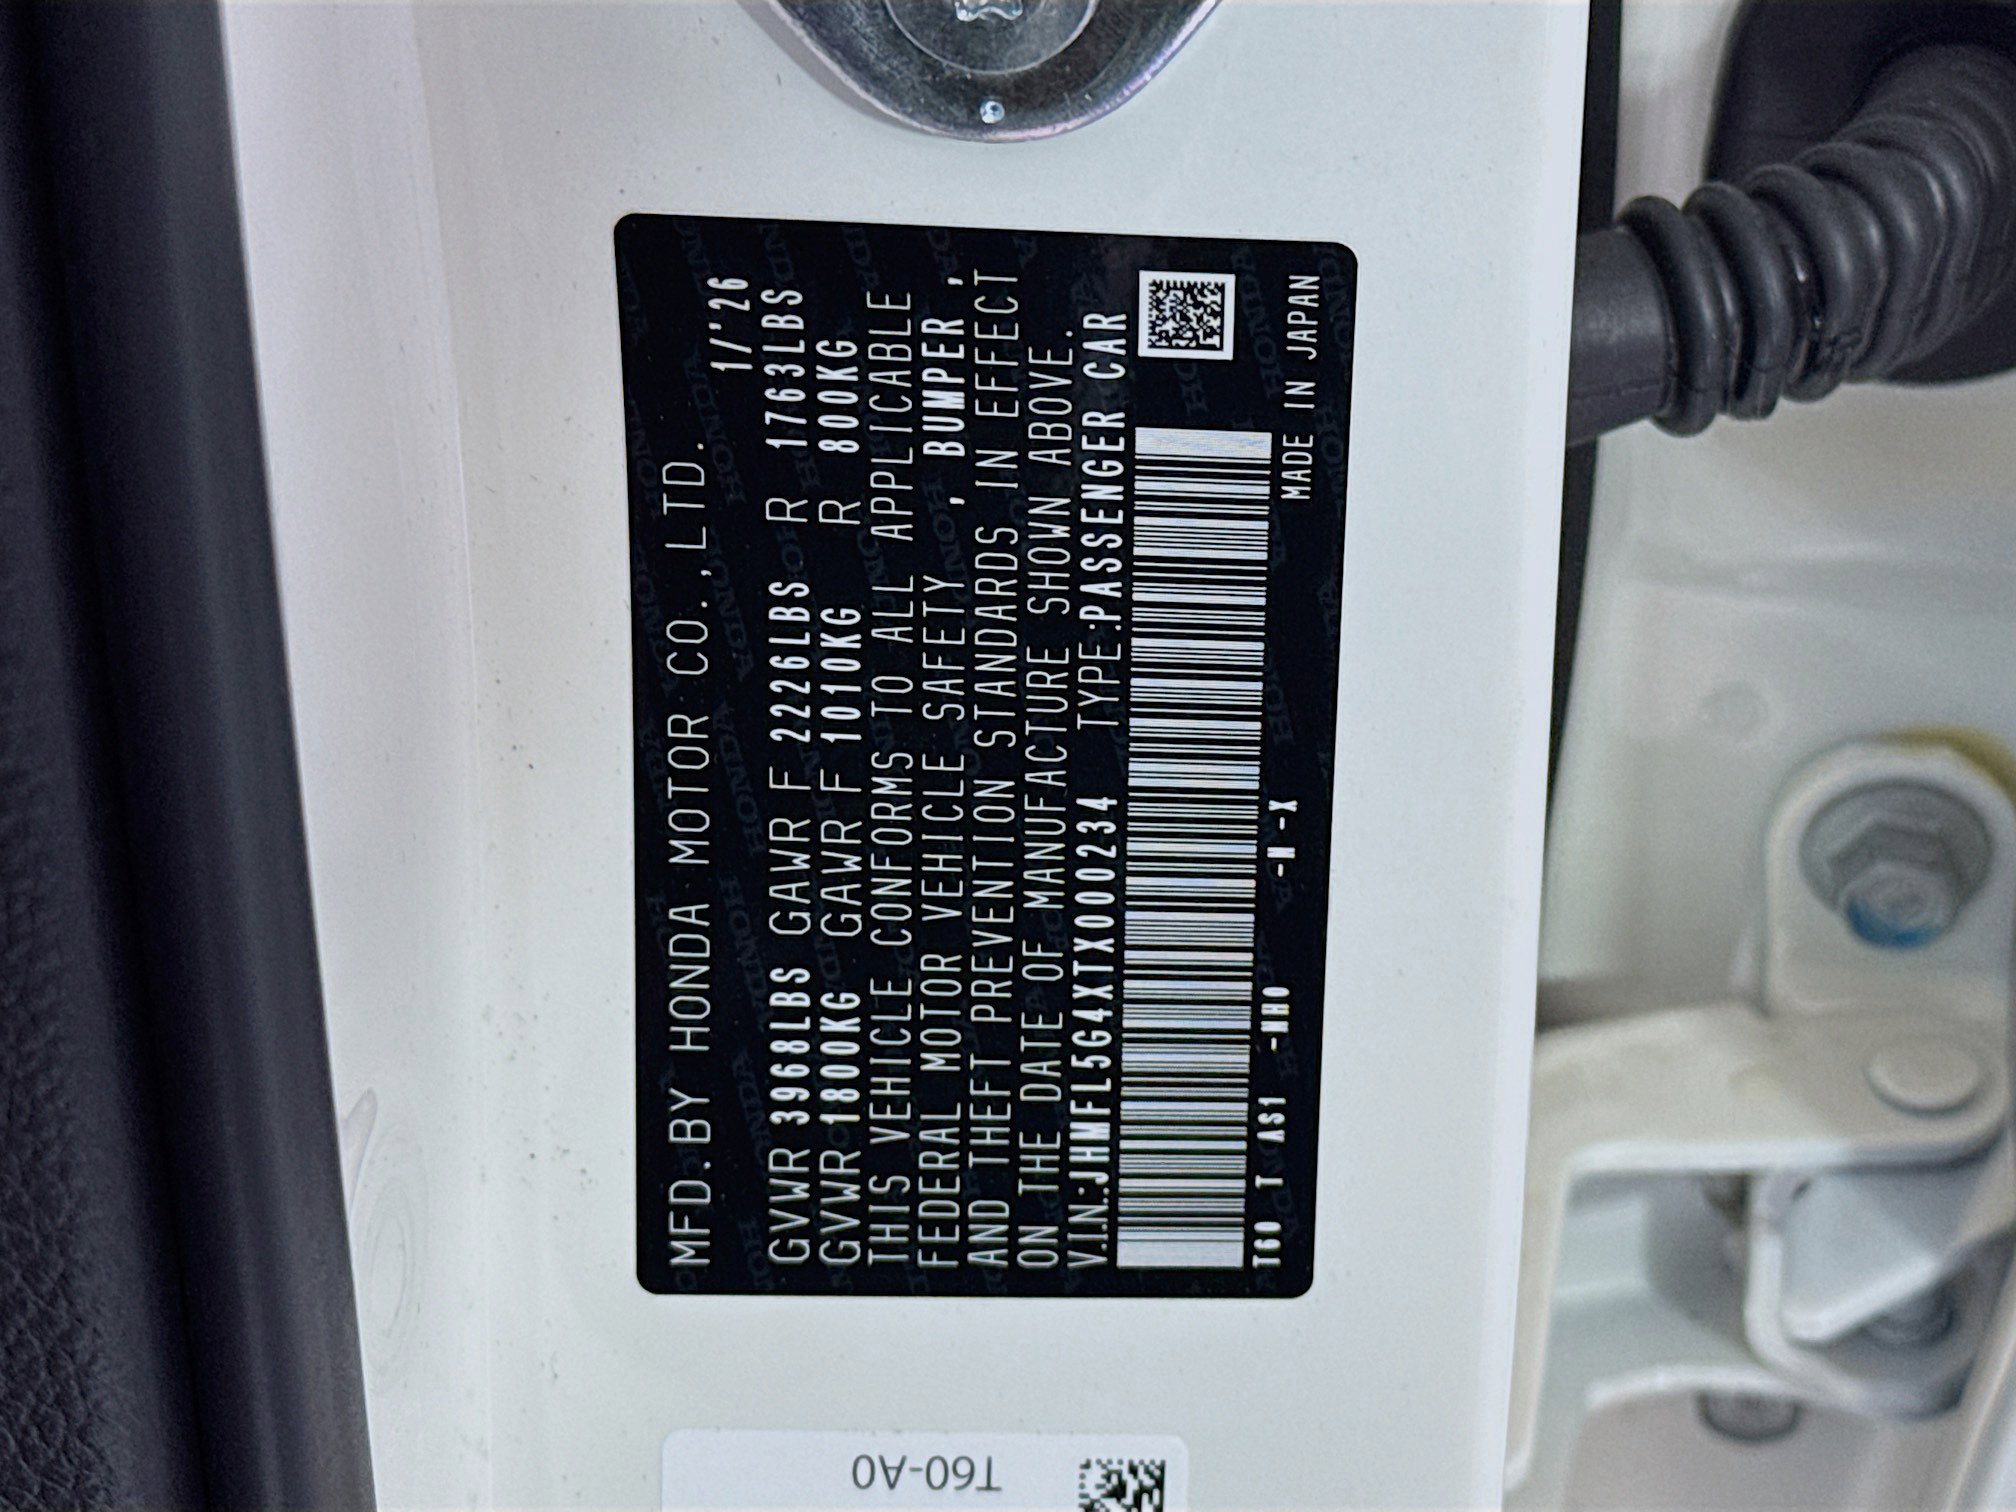 MFD.BY HONDA MOTOR CO.,LTD.
1/'26
GVWR 3968LBS GAWR F 2226LBS R 1763LBS
GVWR 1800KG GAWR F 1010KG R 800KG
THIS VEHICLE CONFORMS TO ALL APPLICABLE
FEDERAL MOTOR VEHICLE SAFETY , BUMPER ,
AND THEFT PREVENTION STANDARDS IN EFFECT
ON THE DATE OF MANUFACTURE SHOWN ABOVE.
V.I.N.:JHMFL5G4XTX000234 TYPE:PASSENGER CAR
T60 T AS1 -NH0 -N -X
MADE IN JAPAN
T60-A0